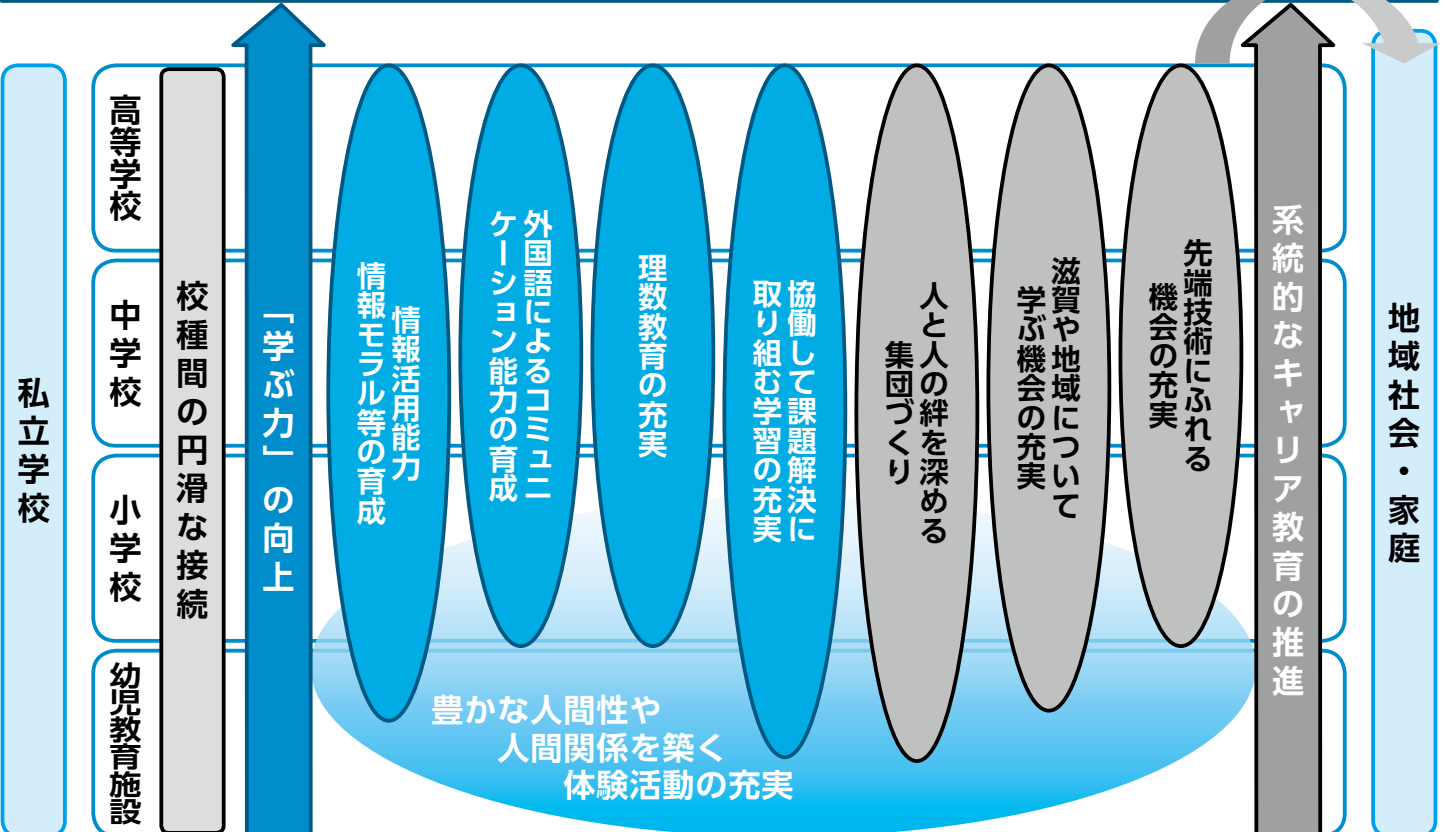 私立学校
高等学校
中学校
小学校
幼児教育施設
校種間の円滑な接続
「学ぶ力」の向上
情報活用能力
情報モラル等の育成
外国語によるコミュニ
ケーション能力の育成
理数教育の充実
協働して課題解決に
取り組む学習の充実
人と人の絆を深める
集団づくり
滋賀や地域について
学ぶ機会の充実
先端技術にふれる
機会の充実
系統的なキャリア教育の推進
地域社会・家庭
豊かな人間性や
人間関係を築く
体験活動の充実